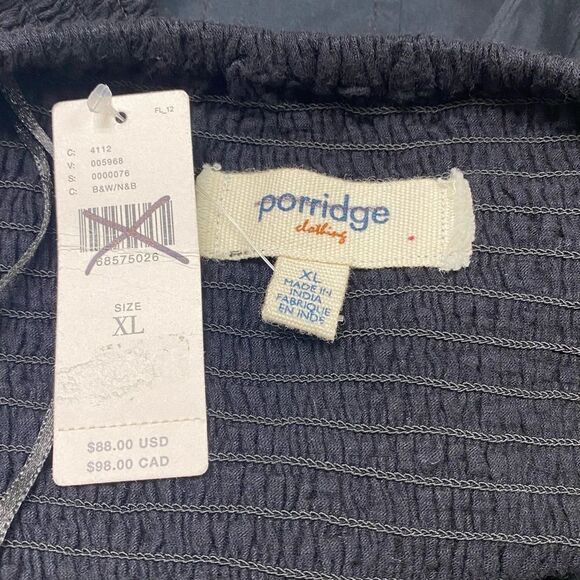 FL_12
C: 4112
V: 005968
S: 0000076
C: B&W/N&B
68575026
SIZE
XL
$88.00 USD
$98.00 CAD
porridge
clothing
XL
MADE IN
INDIA
FABRIQUE
EN INDE